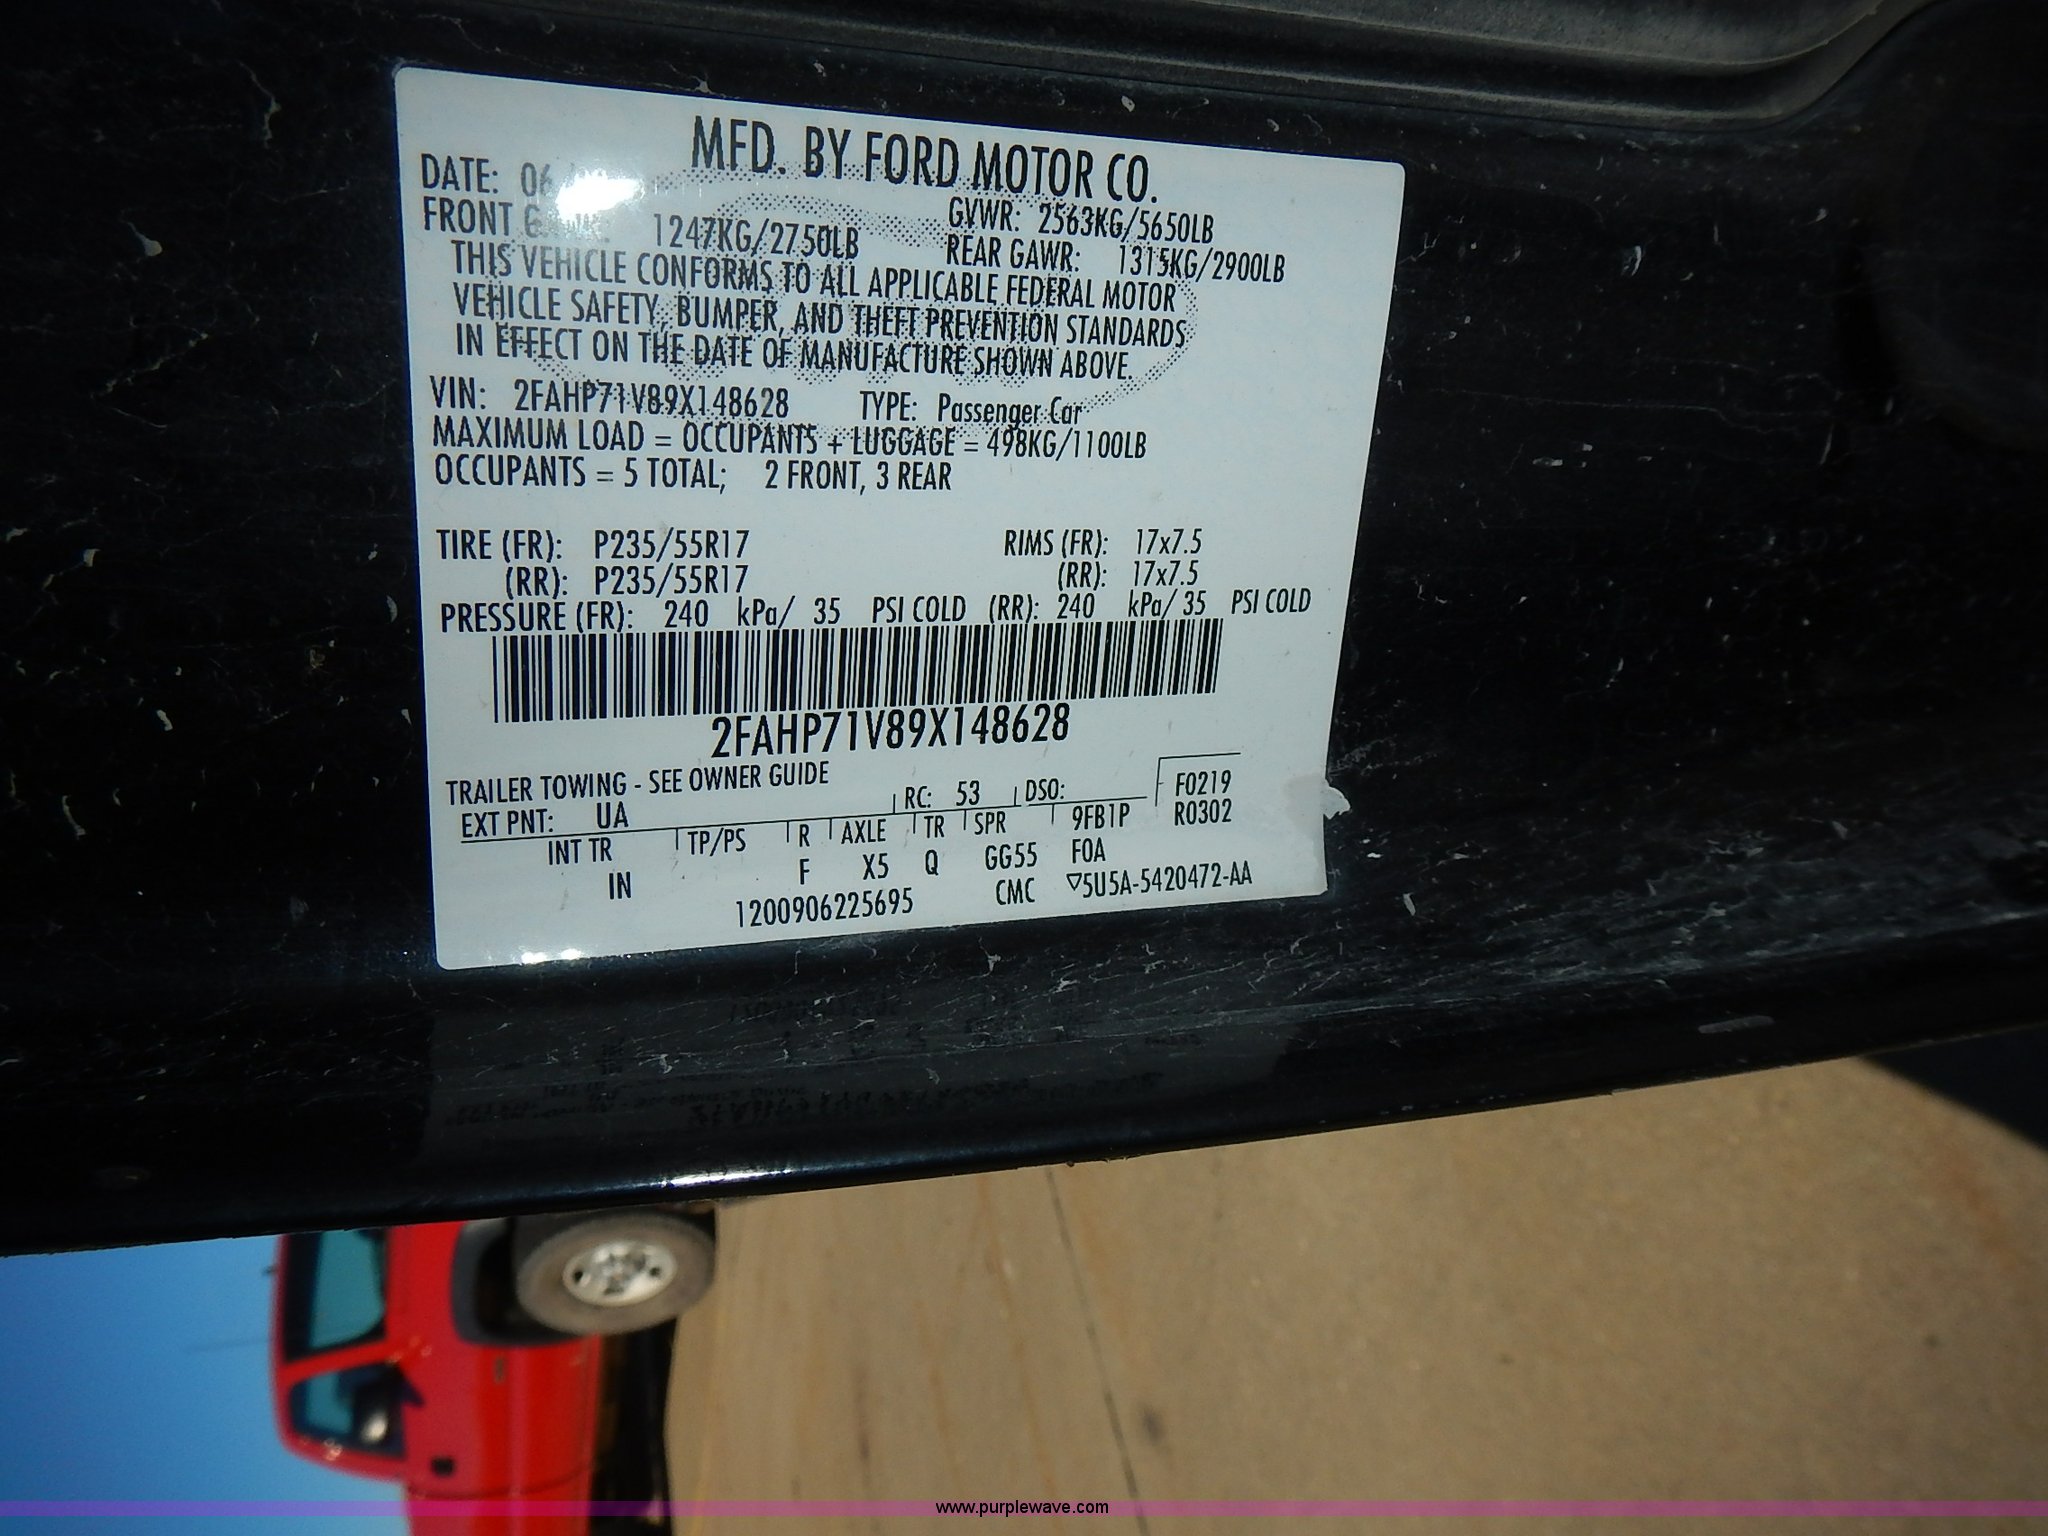 MFD. BY FORD MOTOR CO.
DATE: 06
GVWR: 2563KG/5650LB
FRONT 1247KG/2750LB REAR GAWR: 1315KG/2900LB
THIS VEHICLE CONFORMS TO ALL APPLICABLE FEDERAL MOTOR
VEHICLE SAFETY, BUMPER, AND THEFT PREVENTION STANDARDS
IN EFFECT ON THE DATE OF MANUFACTURE SHOWN ABOVE.
VIN: 2FAHP71V89X148628 TYPE: Passenger Car
MAXIMUM LOAD = OCCUPANTS + LUGGAGE = 498KG/1100LB
OCCUPANTS = 5 TOTAL; 2 FRONT, 3 REAR
TIRE (FR): P235/55R17 RIMS (FR): 17x7.5
(RR): P235/55R17 (RR): 17x7.5
PRESSURE (FR): 240 kPa/ 35 PSI COLD (RR): 240 kPa/ 35 PSI COLD
2FAHP71V89X148628
TRAILER TOWING - SEE OWNER GUIDE
EXT PNT: UA RC: 53 DSO: F0219
INT TR TP/PS R AXLE TR SPR 9FB1P R0302
IN F X5 Q GG55 F0A
1200906225695 CMC ▽5U5A-5420472-AA
www.purplewave.com